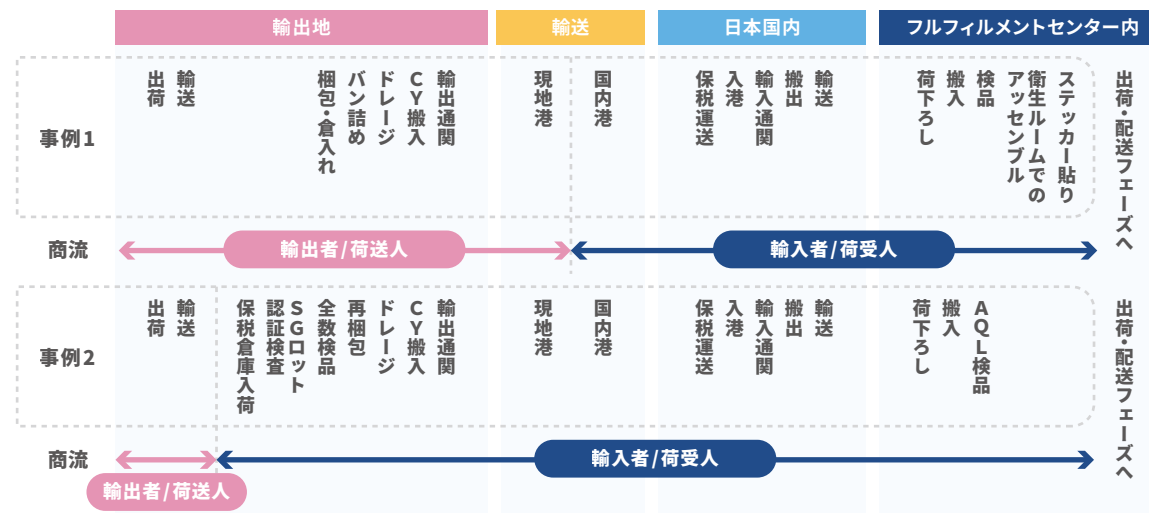 輸出地
輸送
日本国内
フルフィルメントセンター内
事例1
出荷
輸送
梱包・倉入れ
バン詰め
ドレージ
CY搬入
輸出通関
現地港
国内港
保税運送
入港
輸入通関
搬出
輸送
荷下ろし
搬入
検品
衛生ルームでの
アッセンブル
ステッカー貼り
出荷・配送フェーズへ
商流
輸出者/荷送人
輸入者/荷受人
事例2
出荷
輸送
保税倉庫入荷
SGロット
認証検査
全数検品
再梱包
ドレージ
CY搬入
輸出通関
現地港
国内港
保税運送
入港
輸入通関
搬出
輸送
荷下ろし
搬入
AQL検品
出荷・配送フェーズへ
商流
輸出者/荷送人
輸入者/荷受人